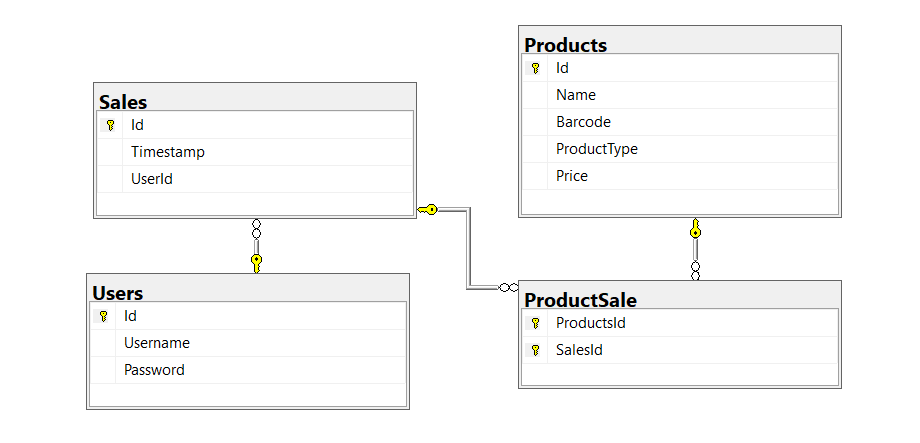 Sales
Id
Timestamp
UserId
Users
Id
Username
Password
Products
Id
Name
Barcode
ProductType
Price
ProductSale
ProductsId
SalesId